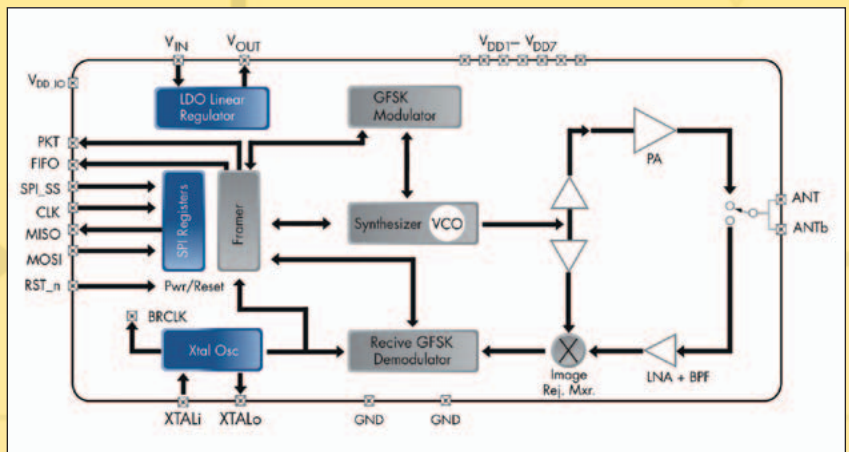 VIN
VOUT
VDD1– VDD7
VDD_IO
LDO Linear
Regulator
GFSK
Modulator
PKT
FIFO
SPI_SS
CLK
MISO
MOSI
RST_n
SPI Registers
Framer
Pwr/Reset
Synthesizer
VCO
PA
ANT
ANTb
BRCLK
Xtal Osc
Recive GFSK
Demodulator
Image
Rej. Mxr.
LNA + BPF
XTALi
XTALo
GND
GND